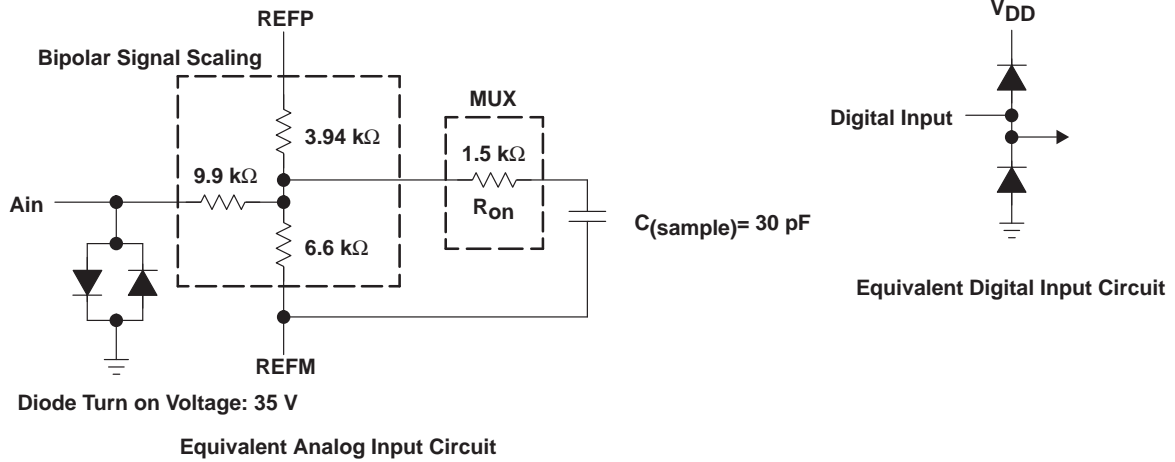 REFP
Bipolar Signal Scaling
3.94 kΩ
9.9 kΩ
Ain
6.6 kΩ
MUX
1.5 kΩ
Ron
C(sample)= 30 pF
REFM
Diode Turn on Voltage: 35 V
Equivalent Analog Input Circuit
VDD
Digital Input
Equivalent Digital Input Circuit